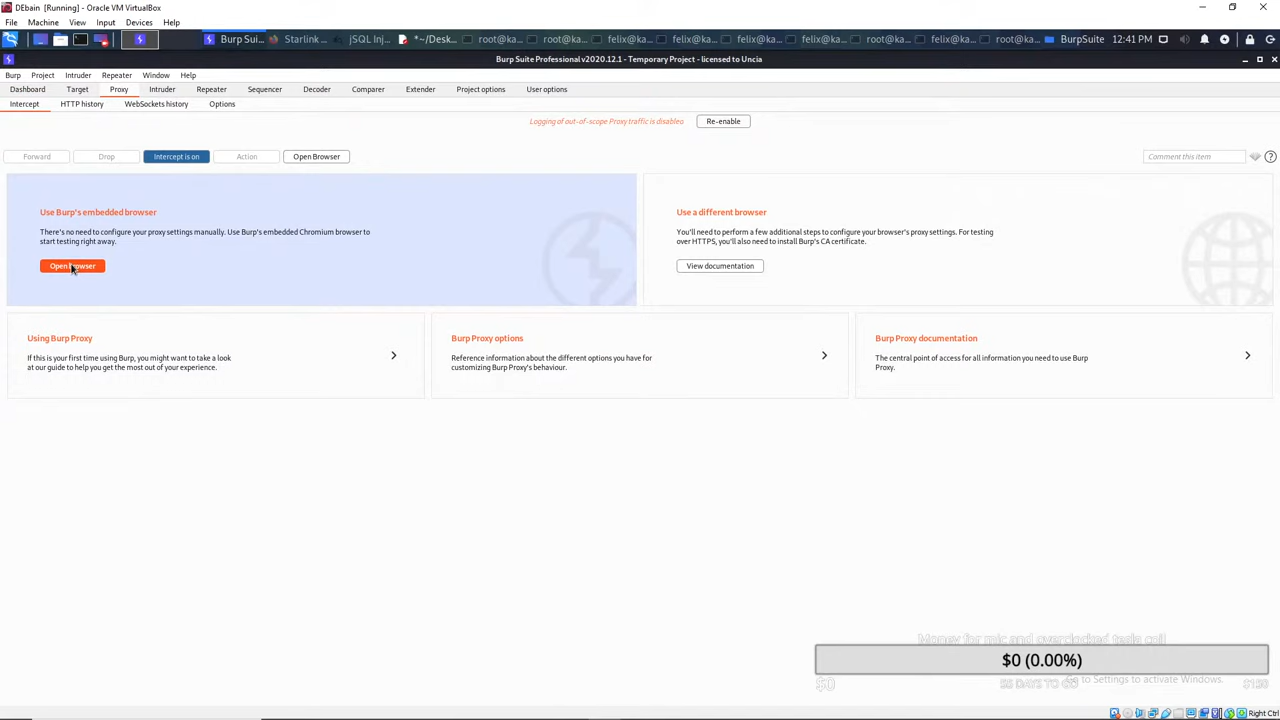 DEbain [Running] - Oracle VM VirtualBox
File Machine View Input Devices Help
Burp Sui... Starlink ... jSQL Inj... *~/Desk... root@ka... root@ka... felix@ka... felix@ka... felix@ka... felix@ka... root@ka... felix@ka... root@ka... BurpSuite 12:41 PM
Burp Suite Professional v2020.12.1 - Temporary Project - licensed to Uncia
Burp Project Intruder Repeater Window Help
Dashboard Target Proxy Intruder Repeater Sequencer Decoder Comparer Extender Project options User options
Intercept HTTP history WebSockets history Options
Logging of out-of-scope Proxy traffic is disabled Re-enable
Forward Drop Intercept is on Action Open Browser Comment this item
Use Burp's embedded browser
There's no need to configure your proxy settings manually. Use Burp's embedded Chromium browser to
start testing right away.
Open Browser
Use a different browser
You'll need to perform a few additional steps to configure your browser's proxy settings. For testing
over HTTPS, you'll also need to install Burp's CA certificate.
View documentation
Using Burp Proxy
If this is your first time using Burp, you might want to take a look
at our guide to help you get the most out of your experience.
Burp Proxy options
Reference information about the different options you have for
customizing Burp Proxy's behaviour.
Burp Proxy documentation
The central point of access for all information you need to use Burp
Proxy.
Money for mic and overclocked tesla coil
$0 (0.00%)
Go to Settings to activate Windows.
$0 DAYS TO GO $150
Right Ctrl